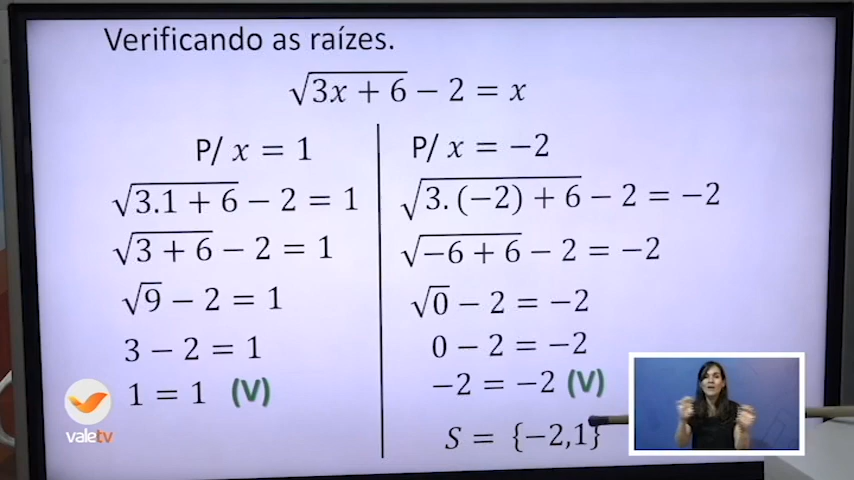 Verificando as raízes.
√3x + 6 − 2 = x
P/ x = 1
√3.1 + 6 − 2 = 1
√3 + 6 − 2 = 1
√9 − 2 = 1
3 − 2 = 1
1 = 1 (V)
P/ x = −2
√3. (−2) + 6 − 2 = −2
√−6 + 6 − 2 = −2
√0 − 2 = −2
0 − 2 = −2
−2 = −2 (V)
S = {−2,1}
valetv